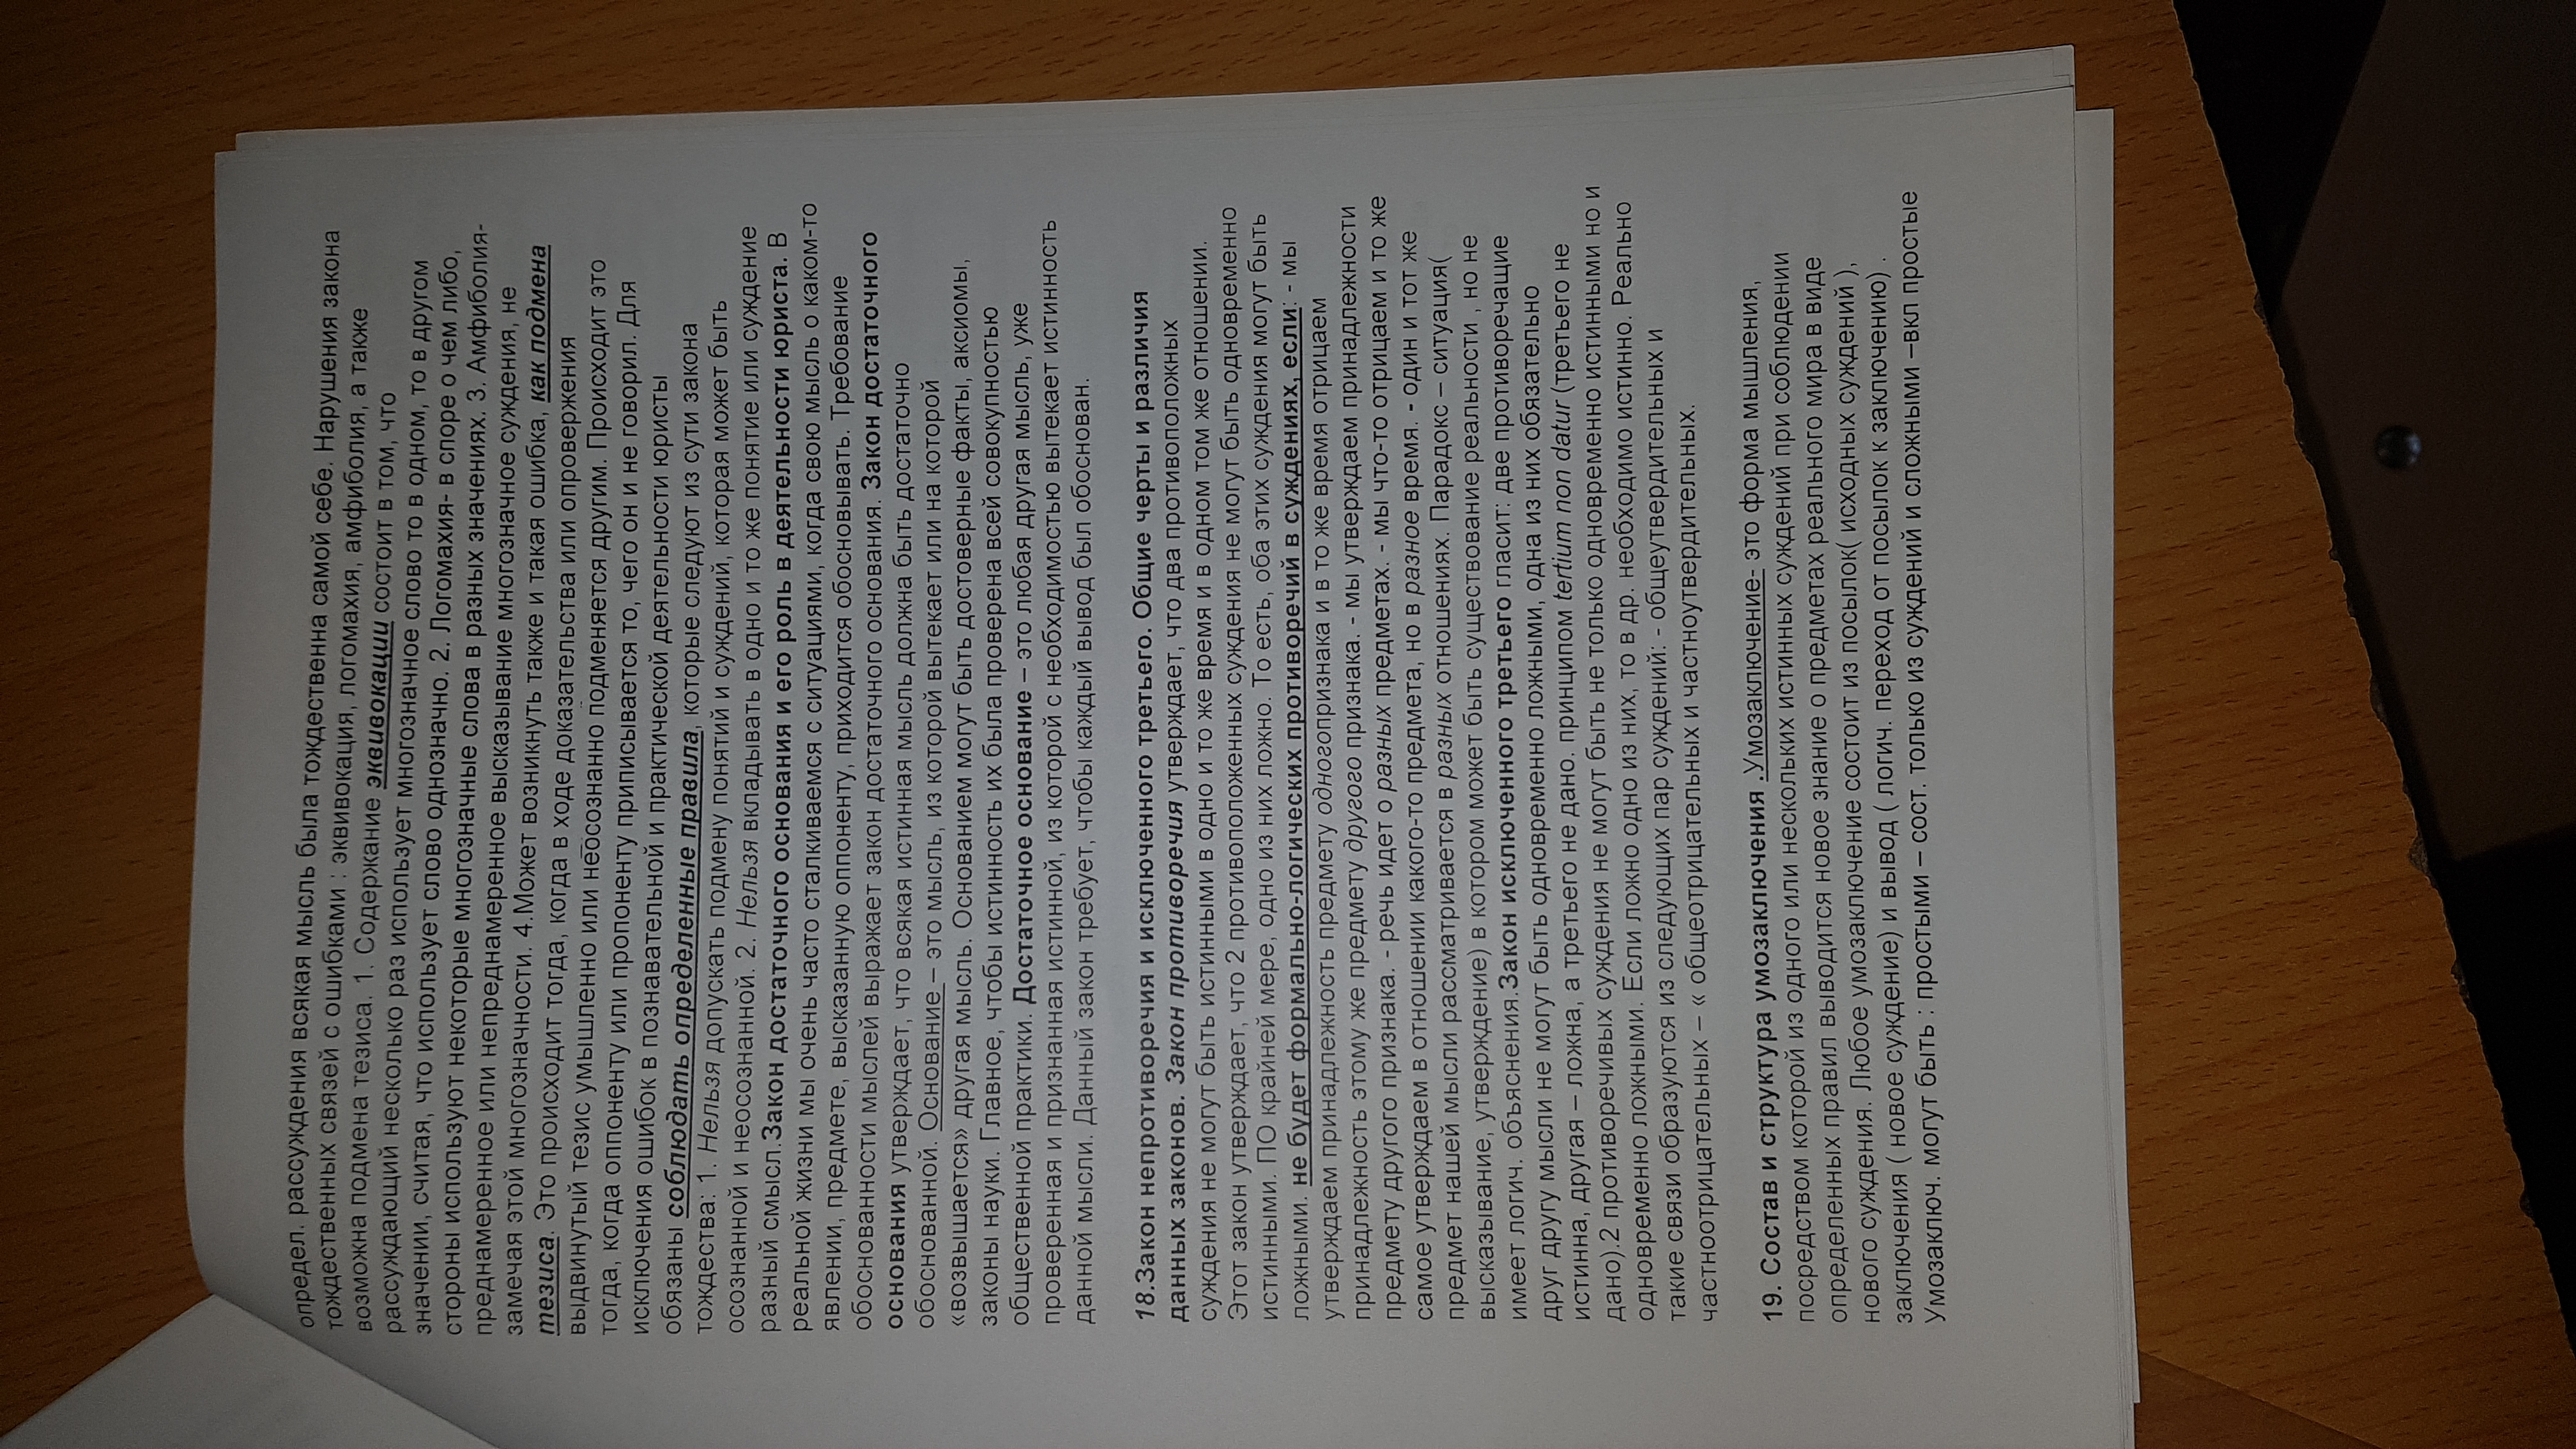 определ. рассуждения всякая мысль была тождественна самой себе. Нарушения закона
тождественных связей с ошибками : эквивокация, логомахия, амфиболия, а также
возможна подмена тезиса. 1. Содержание эквивокации состоит в том, что
рассуждающий несколько раз использует многозначное слово то в одном, то в другом
значении, считая, что использует слово однозначно. 2. Логомахия- в споре о чем либо,
стороны используют некоторые многозначные слова в разных значениях. 3. Амфиболия-
преднамеренное или непреднамеренное высказывание многозначное суждения, не
замечая этой многозначности. 4.Может возникнуть также и такая ошибка, как подмена
тезиса. Это происходит тогда, когда в ходе доказательства или опровержения
выдвинутый тезис умышленно или неосознанно подменяется другим. Происходит это
тогда, когда оппоненту или пропоненту приписывается то, чего он и не говорил. Для
исключения ошибок в познавательной и практической деятельности юристы
обязаны соблюдать определенные правила, которые следуют из сути закона
тождества: 1. Нельзя допускать подмену понятий и суждений, которая может быть
осознанной и неосознанной. 2. Нельзя вкладывать в одно и то же понятие или суждение
разный смысл.Закон достаточного основания и его роль в деятельности юриста. В
реальной жизни мы очень часто сталкиваемся с ситуациями, когда свою мысль о каком-то
явлении, предмете, высказанную оппоненту, приходится обосновывать. Требование
обоснованности мыслей выражает закон достаточного основания. Закон достаточного
основания утверждает, что всякая истинная мысль должна быть достаточно
обоснованной. Основание – это мысль, из которой вытекает или на которой
«возвышается» другая мысль. Основанием могут быть достоверные факты, аксиомы,
законы науки. Главное, чтобы истинность их была проверена всей совокупностью
общественной практики. Достаточное основание – это любая другая мысль, уже
проверенная и признанная истинной, из которой с необходимостью вытекает истинность
данной мысли. Данный закон требует, чтобы каждый вывод был обоснован.
18.Закон непротиворечия и исключенного третьего. Общие черты и различия
данных законов. Закон противоречия утверждает, что два противоположных
суждения не могут быть истинными в одно и то же время и в одном том же отношении.
Этот закон утверждает, что 2 противоположенных суждения не могут быть одновременно
истинными. ПО крайней мере, одно из них ложно. То есть, оба этих суждения могут быть
ложными. не будет формально-логических противоречий в суждениях, если: - мы
утверждаем принадлежность предмету одногопризнака и в то же время отрицаем
принадлежность этому же предмету другого признака. - мы утверждаем принадлежности
предмету другого признака. - речь идет о разных предметах. - мы что-то отрицаем и то же
самое утверждаем в отношении какого-то предмета, но в разное время. - один и тот же
предмет нашей мысли рассматривается в разных отношениях. Парадокс – ситуация(
высказывание, утверждение) в котором может быть существование реальности , но не
имеет логич. объяснения.Закон исключенного третьего гласит: две противоречащие
друг другу мысли не могут быть одновременно ложными, одна из них обязательно
истинна, другая – ложна, а третьего не дано. принципом tertium non datur (третьего не
дано).2 противоречивых суждения не могут быть не только одновременно истинными но и
одновременно ложными. Если ложно одно из них, то в др. необходимо истинно. Реально
такие связи образуются из следующих пар суждений: - общеутвердительных и
частноотрицательных – « общеотрицательных и частноутвердительных.
19. Состав и структура умозаключения .Умозаключение- это форма мышления,
посредством которой из одного или нескольких истинных суждений при соблюдении
определенных правил выводится новое знание о предметах реального мира в виде
нового суждения. Любое умозаключение состоит из посылок( исходных суждений ),
заключения ( новое суждение) и вывод ( логич. переход от посылок к заключению) .
Умозаключ. могут быть : простыми – сост. только из суждений и сложными –вкл простые